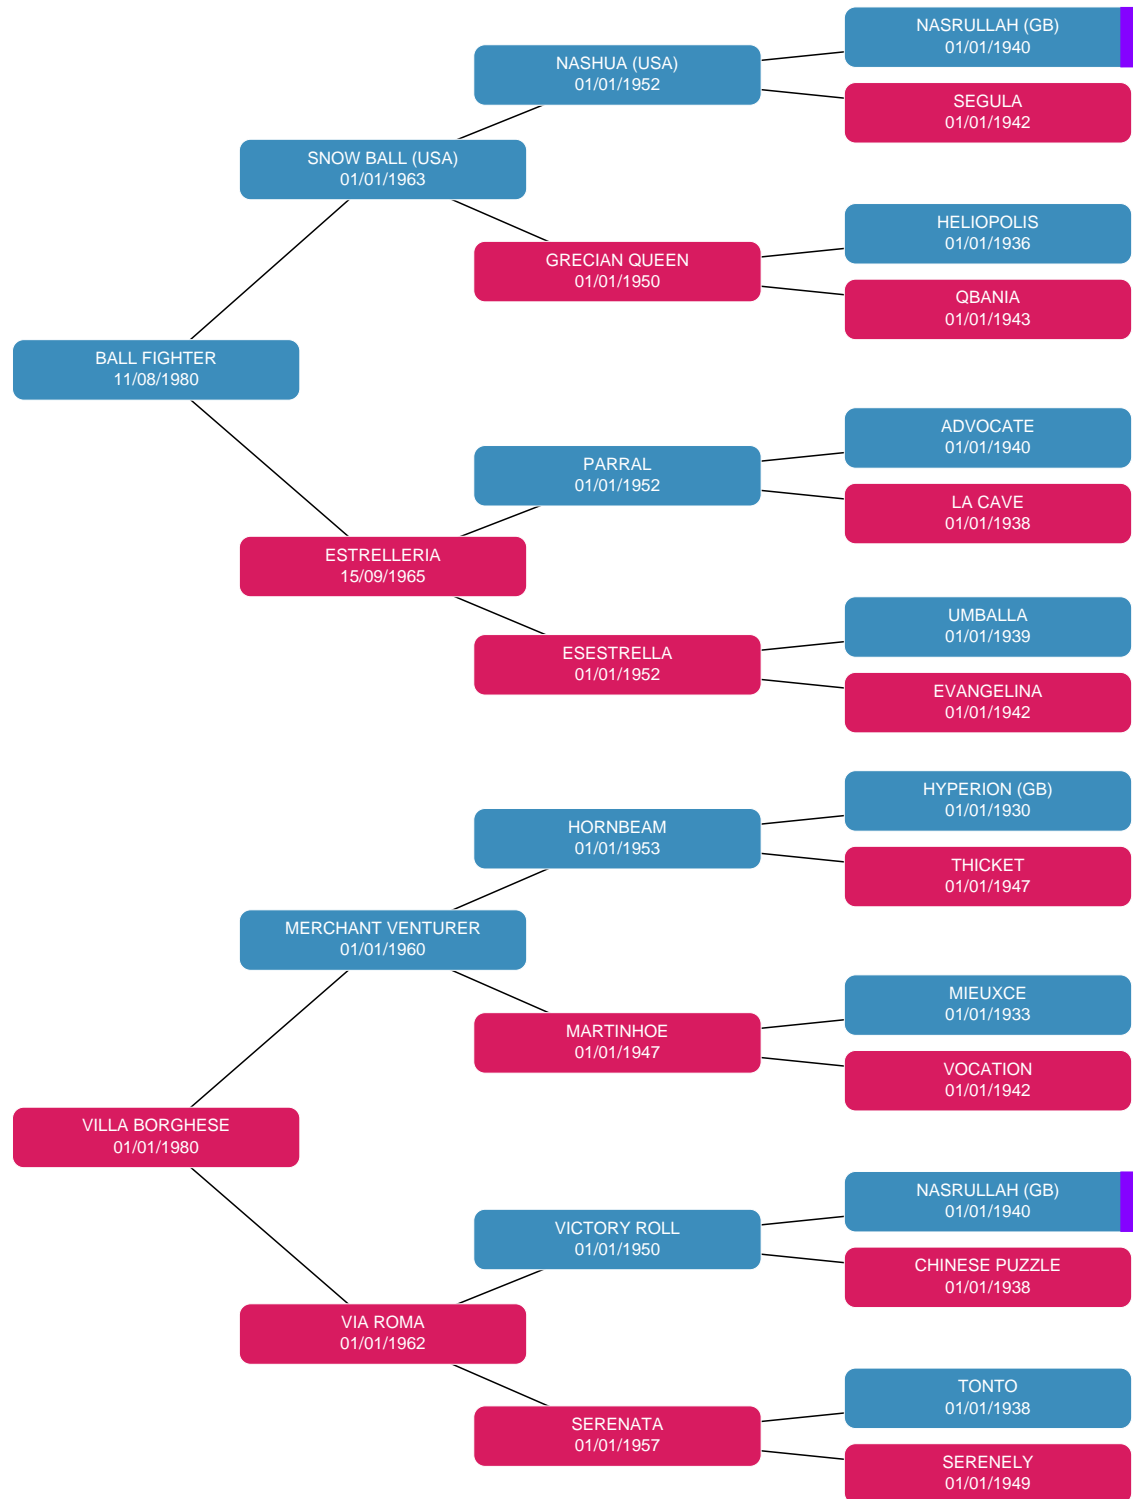 NASRULLAH (GB)
01/01/1940
NASHUA (USA)
01/01/1952
SEGULA
01/01/1942
SNOW BALL (USA)
01/01/1963
HELIOPOLIS
01/01/1936
GRECIAN QUEEN
01/01/1950
QBANIA
01/01/1943
BALL FIGHTER
11/08/1980
ADVOCATE
01/01/1940
PARRAL
01/01/1952
LA CAVE
01/01/1938
ESTRELLERIA
15/09/1965
UMBALLA
01/01/1939
ESESTRELLA
01/01/1952
EVANGELINA
01/01/1942
HYPERION (GB)
01/01/1930
HORNBEAM
01/01/1953
THICKET
01/01/1947
MERCHANT VENTURER
01/01/1960
MIEUXCE
01/01/1933
MARTINHOE
01/01/1947
VOCATION
01/01/1942
VILLA BORGHESE
01/01/1980
NASRULLAH (GB)
01/01/1940
VICTORY ROLL
01/01/1950
CHINESE PUZZLE
01/01/1938
VIA ROMA
01/01/1962
TONTO
01/01/1938
SERENATA
01/01/1957
SERENELY
01/01/1949